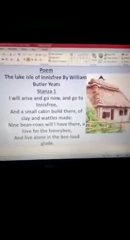 Poem
The lake isle of Innisfree By William
Butler Yeats
Stanza 1
I will arise and go now, and go to
Innisfree,
And a small cabin build there, of
clay and wattles made:
Nine bean-rows will I have there, a
hive for the honeybee,
And live alone in the bee-loud
glade.